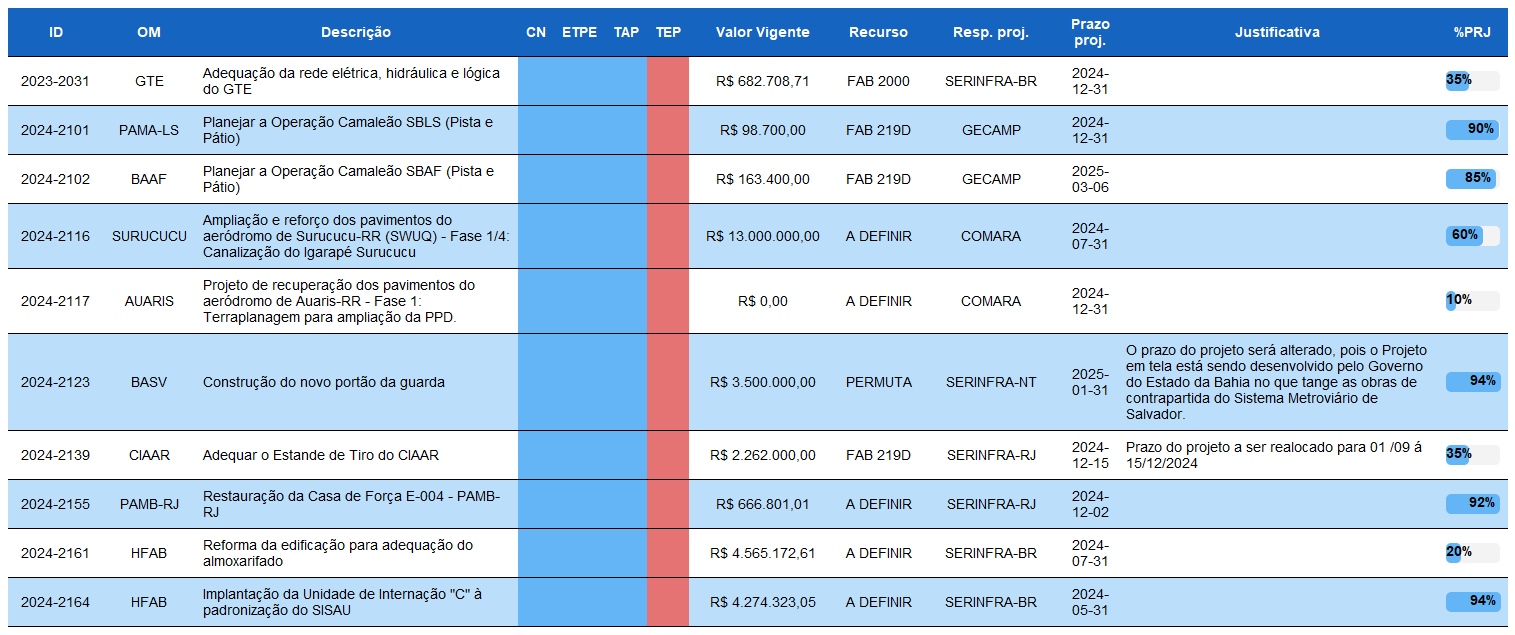 ID OM Descrição CN ETPE TAP TEP Valor Vigente Recurso Resp. proj. Prazo proj. Justificativa %PRJ
2023-2031 GTE Adequação da rede elétrica, hidráulica e lógica do GTE R$ 682.708,71 FAB 2000 SERINFRA-BR 2024-12-31 35%
2024-2101 PAMA-LS Planejar a Operação Camaleão SBLS (Pista e Pátio) R$ 98.700,00 FAB 219D GECAMP 2024-12-31 90%
2024-2102 BAAF Planejar a Operação Camaleão SBAF (Pista e Pátio) R$ 163.400,00 FAB 219D GECAMP 2025-03-06 85%
2024-2116 SURUCUCU Ampliação e reforço dos pavimentos do aeródromo de Surucucu-RR (SWUQ) - Fase 1/4: Canalização do Igarapé Surucucu R$ 13.000.000,00 A DEFINIR COMARA 2024-07-31 60%
2024-2117 AUARIS Projeto de recuperação dos pavimentos do aeródromo de Auaris-RR - Fase 1: Terraplanagem para ampliação da PPD. R$ 0,00 A DEFINIR COMARA 2024-12-31 10%
2024-2123 BASV Construção do novo portão da guarda R$ 3.500.000,00 PERMUTA SERINFRA-NT 2025-01-31 O prazo do projeto será alterado, pois o Projeto em tela está sendo desenvolvido pelo Governo do Estado da Bahia no que tange as obras de contrapartida do Sistema Metroviário de Salvador. 94%
2024-2139 CIAAR Adequar o Estande de Tiro do CIAAR R$ 2.262.000,00 FAB 219D SERINFRA-RJ 2024-12-15 Prazo do projeto a ser realocado para 01 /09 á 15/12/2024 35%
2024-2155 PAMB-RJ Restauração da Casa de Força E-004 - PAMB-RJ R$ 666.801,01 A DEFINIR SERINFRA-RJ 2024-12-02 92%
2024-2161 HFAB Reforma da edificação para adequação do almoxarifado R$ 4.565.172,61 A DEFINIR SERINFRA-BR 2024-07-31 20%
2024-2164 HFAB Implantação da Unidade de Internação "C" à padronização do SISAU R$ 4.274.323,05 A DEFINIR SERINFRA-BR 2024-05-31 94%